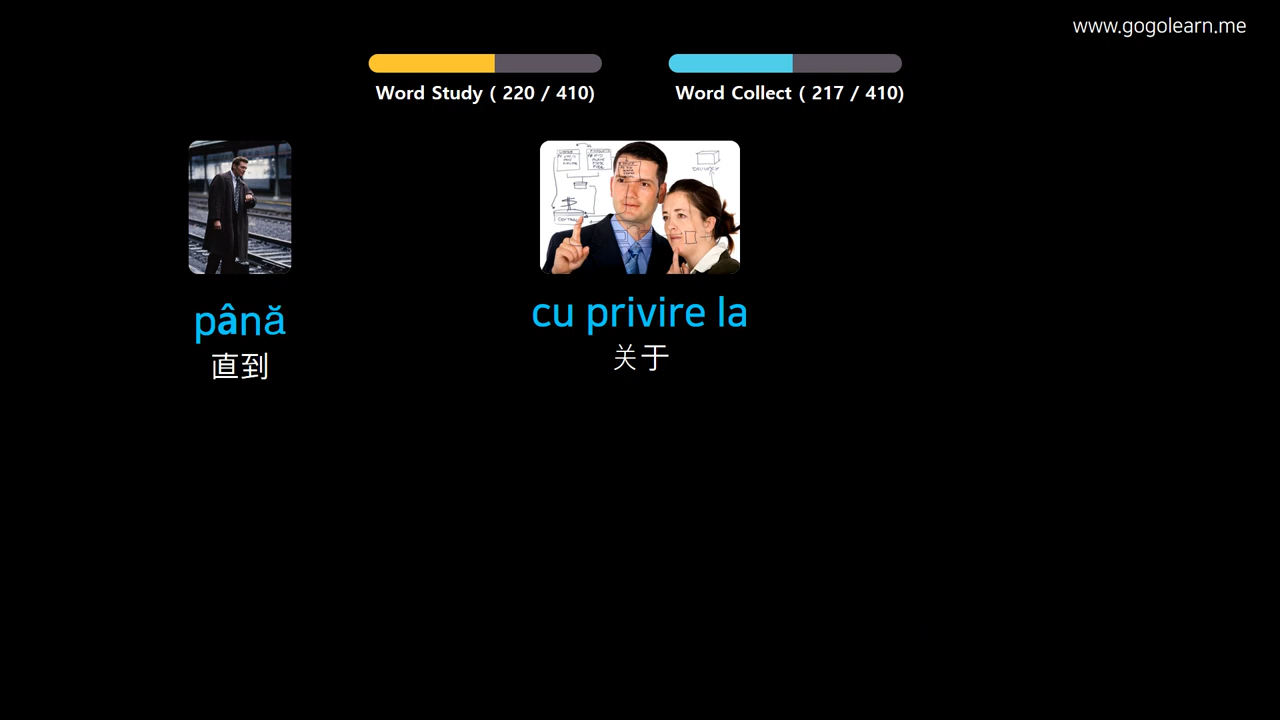 www.gogolearn.me
Word Study ( 220 / 410)
Word Collect ( 217 / 410)
până
直到
cu privire la
关于